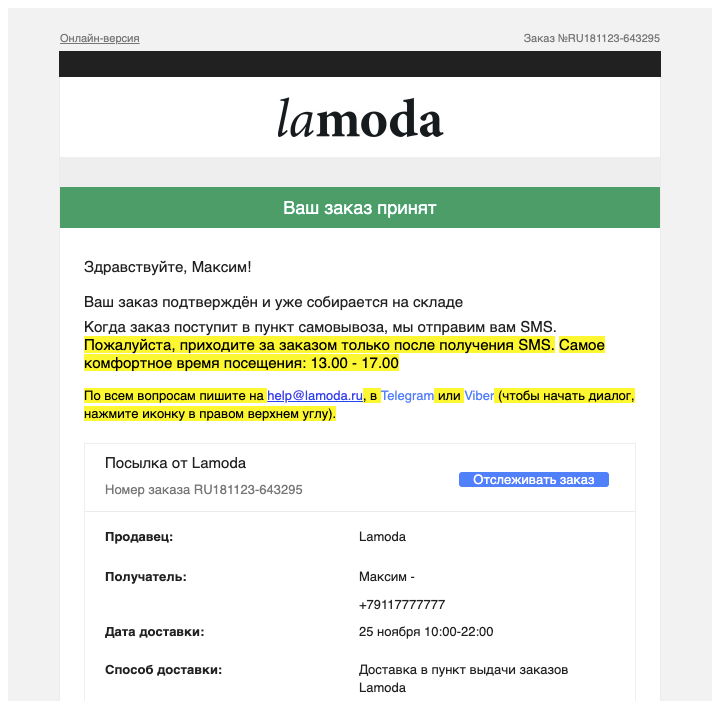 Онлайн-версия
Заказ №RU181123-643295
lamoda
Ваш заказ принят
Здравствуйте, Максим!
Ваш заказ подтверждён и уже собирается на складе
Когда заказ поступит в пункт самовывоза, мы отправим вам SMS.
Пожалуйста, приходите за заказом только после получения SMS. Самое
комфортное время посещения: 13.00 - 17.00
По всем вопросам пишите на help@lamoda.ru, в Telegram или Viber (чтобы начать диалог,
нажмите иконку в правом верхнем углу).
Посылка от Lamoda
Номер заказа RU181123-643295
Отслеживать заказ
Продавец:
Lamoda
Получатель:
Максим -
+79117777777
Дата доставки:
25 ноября 10:00-22:00
Способ доставки:
Доставка в пункт выдачи заказов
Lamoda